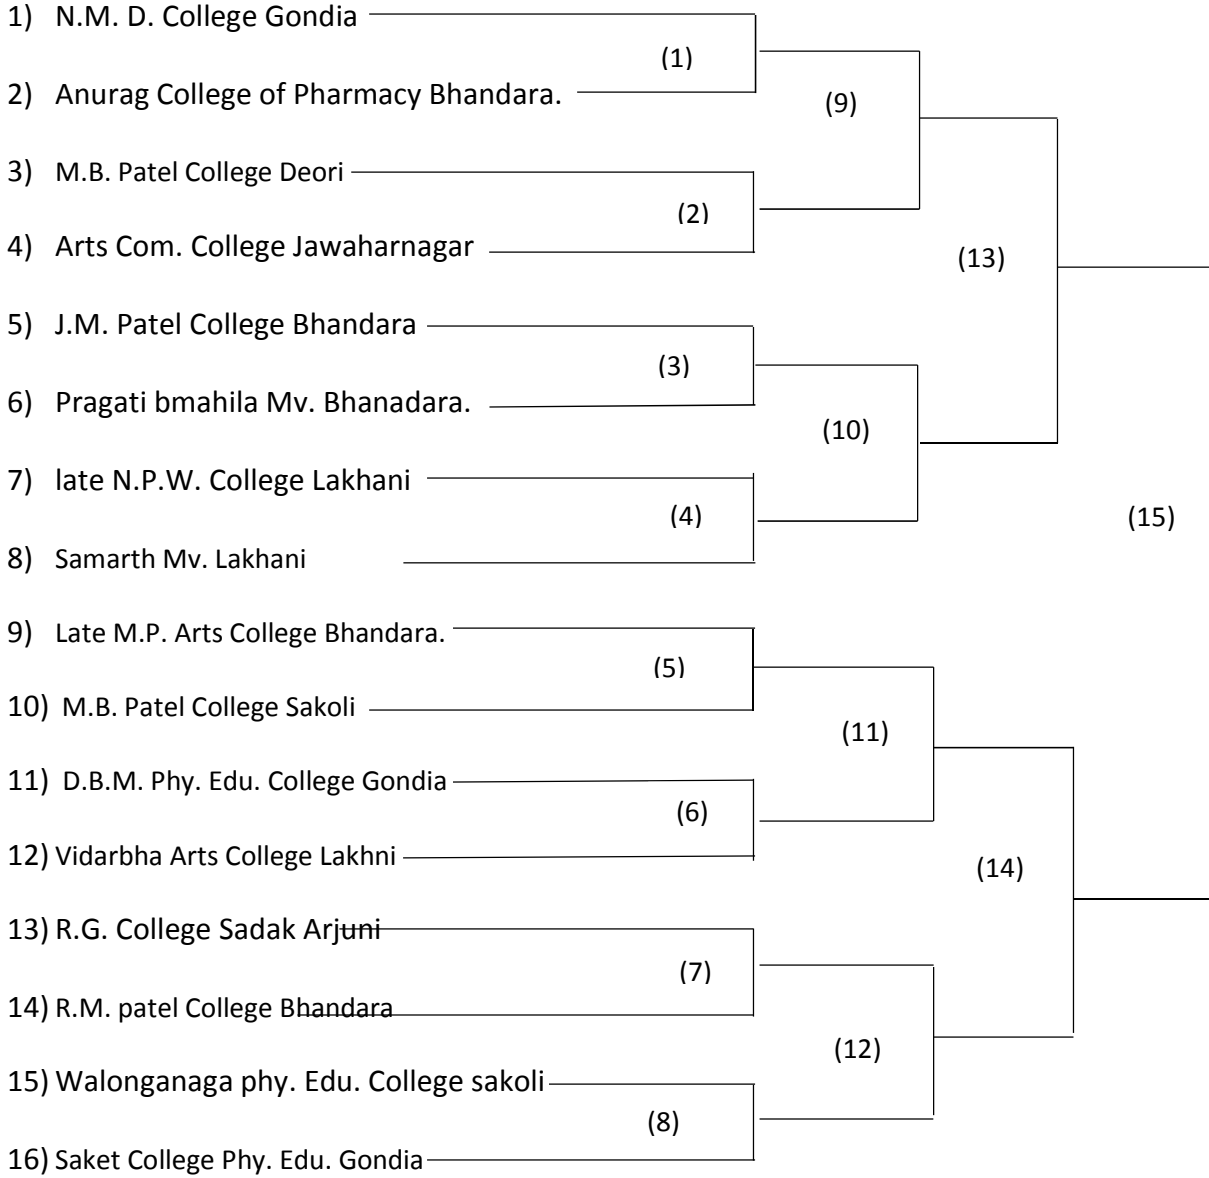 1) N.M. D. College Gondia
(1)
2) Anurag College of Pharmacy Bhandara.
(9)
3) M.B. Patel College Deori
(2)
4) Arts Com. College Jawaharnagar
(13)
5) J.M. Patel College Bhandara
(3)
6) Pragati bmahila Mv. Bhanadara.
(10)
7) late N.P.W. College Lakhani
(4)
(15)
8) Samarth Mv. Lakhani
9) Late M.P. Arts College Bhandara.
(5)
10) M.B. Patel College Sakoli
(11)
11) D.B.M. Phy. Edu. College Gondia
(6)
12) Vidarbha Arts College Lakhni
(14)
13) R.G. College Sadak Arjuni
(7)
14) R.M. patel College Bhandara
(12)
15) Walonganaga phy. Edu. College sakoli
(8)
16) Saket College Phy. Edu. Gondia